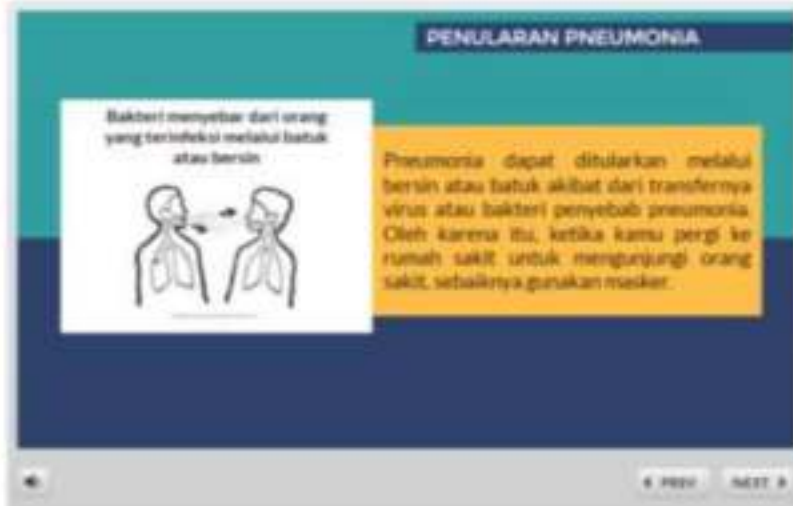 PENULARAN PNEUMONIA
Bakteri menyebar dari orang
yang terinfeksi melalui batuk
atau bersin
Pneumonia dapat ditularkan melalui
bersin atau batuk akibat dari transfernya
virus atau bakteri penyebab pneumonia.
Oleh karena itu, ketika kamu pergi ke
rumah sakit untuk mengunjungi orang
sakit, sebaiknya gunakan masker.
PREV NEXT